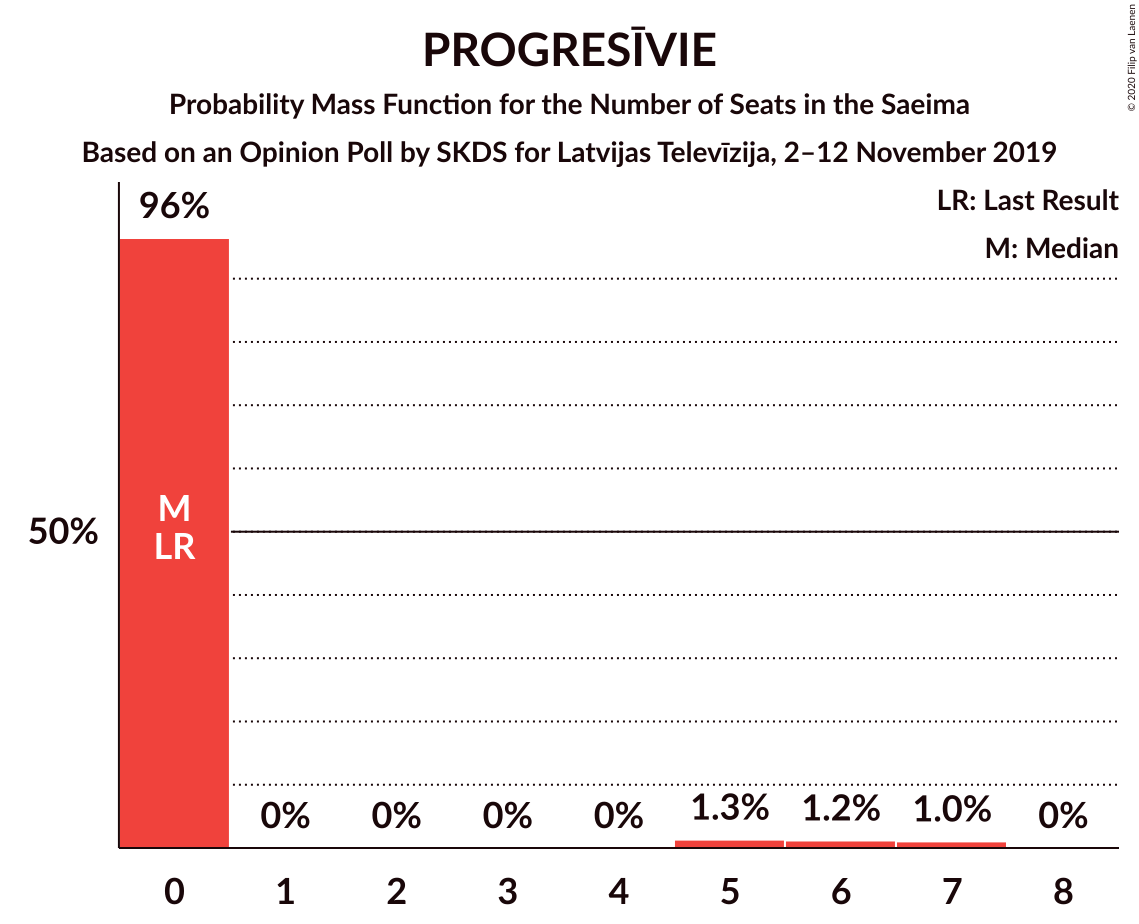 PROGRESĪVIE
Probability Mass Function for the Number of Seats in the Saeima
Based on an Opinion Poll by SKDS for Latvijas Televīzija, 2–12 November 2019
© 2020 Filip van Laenen
LR: Last Result
M: Median
96%
M
LR
50%
0%
0%
0%
0%
1.3%
1.2%
1.0%
0%
0
1
2
3
4
5
6
7
8